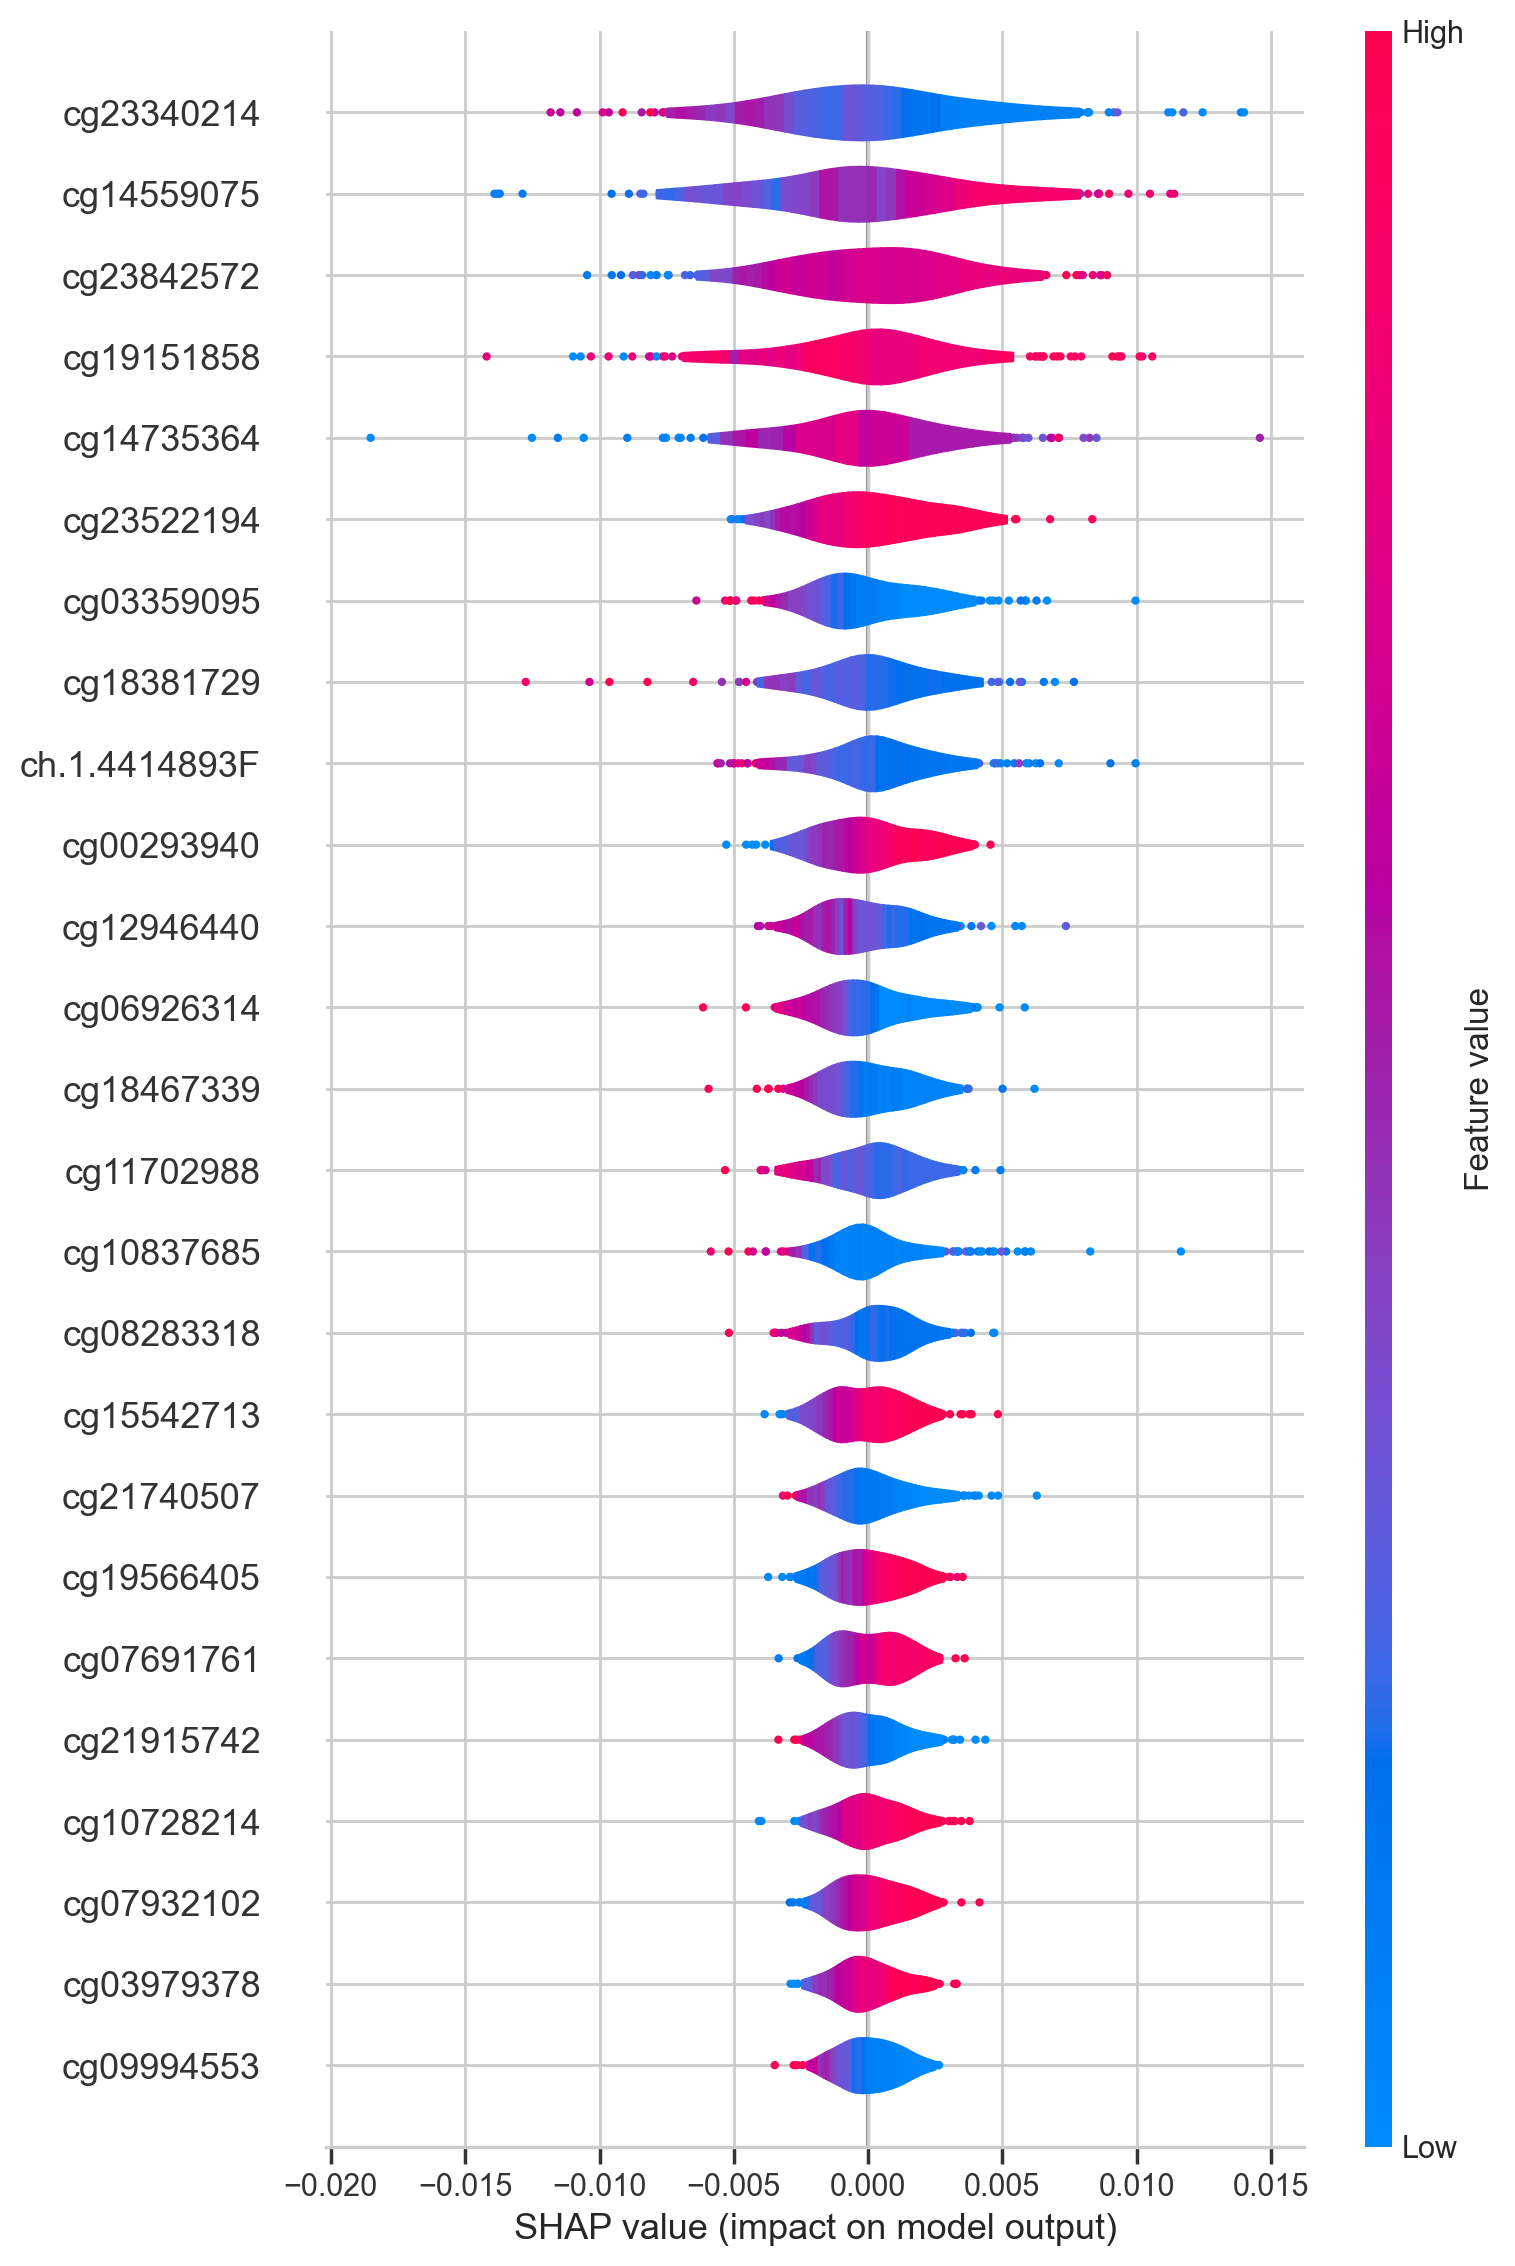 High
cg23340214
cg14559075
cg23842572
cg19151858
cg14735364
cg23522194
cg03359095
cg18381729
ch.1.4414893F
cg00293940
cg12946440
cg06926314
cg18467339
cg11702988
cg10837685
cg08283318
cg15542713
cg21740507
cg19566405
cg07691761
cg21915742
cg10728214
cg07932102
cg03979378
cg09994553
Feature value
Low
−0.020 −0.015 −0.010 −0.005 0.000 0.005 0.010 0.015
SHAP value (impact on model output)